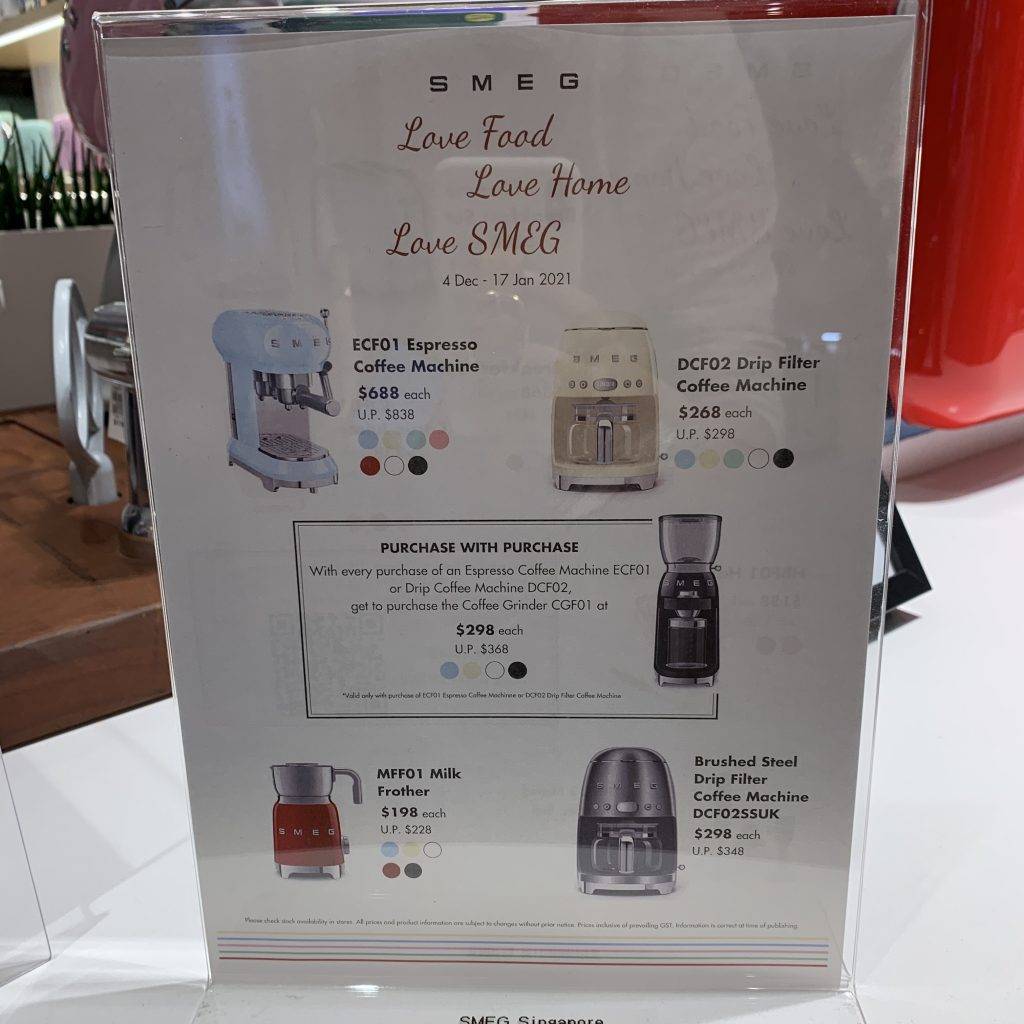 SMEG
Love Food
Love Home
Love SMEG
4 Dec - 17 Jan 2021
SMEG
ECF01 Espresso
Coffee Machine
$688 each
U.P. $838
SMEG
DCF02 Drip Filter
Coffee Machine
$268 each
U.P. $298
PURCHASE WITH PURCHASE
With every purchase of an Espresso Coffee Machine ECF01
or Drip Coffee Machine DCF02,
get to purchase the Coffee Grinder CGF01 at
$298 each
U.P. $368
*Valid only with purchase of ECF01 Espresso Coffee Machinne or DCF02 Drip Filter Coffee Machine
SMEG
SMEG
MFF01 Milk
Frother
$198 each
U.P. $228
SMEG
Brushed Steel
Drip Filter
Coffee Machine
DCF02SSUK
$298 each
U.P. $348
Please check stock availability in stores. All prices and product information are subject to changes without prior notice. Prices inclusive of prevailing GST. Information is correct at time of publishing.
SMEG Singapore